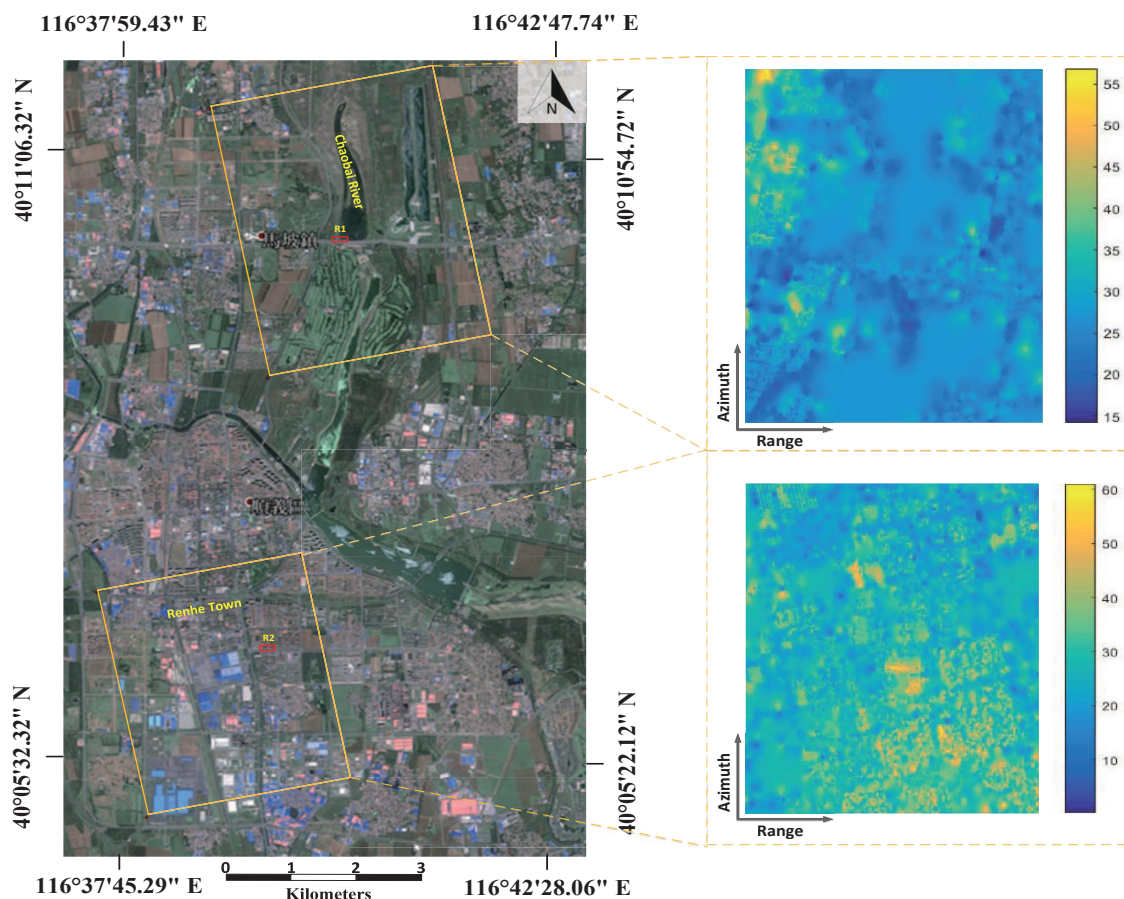 116°37'59.43" E
116°42'47.74" E
N
40°11'06.32" N
40°10'54.72" N
Chaobai River
R1
馬坡鎮
Renhe Town
R2
40°05'32.32" N
40°05'22.12" N
116°37'45.29" E
0 1 2 3
Kilometers
116°42'28.06" E
55
50
45
40
35
30
25
20
15
Azimuth
Range
60
50
40
30
20
10
Azimuth
Range